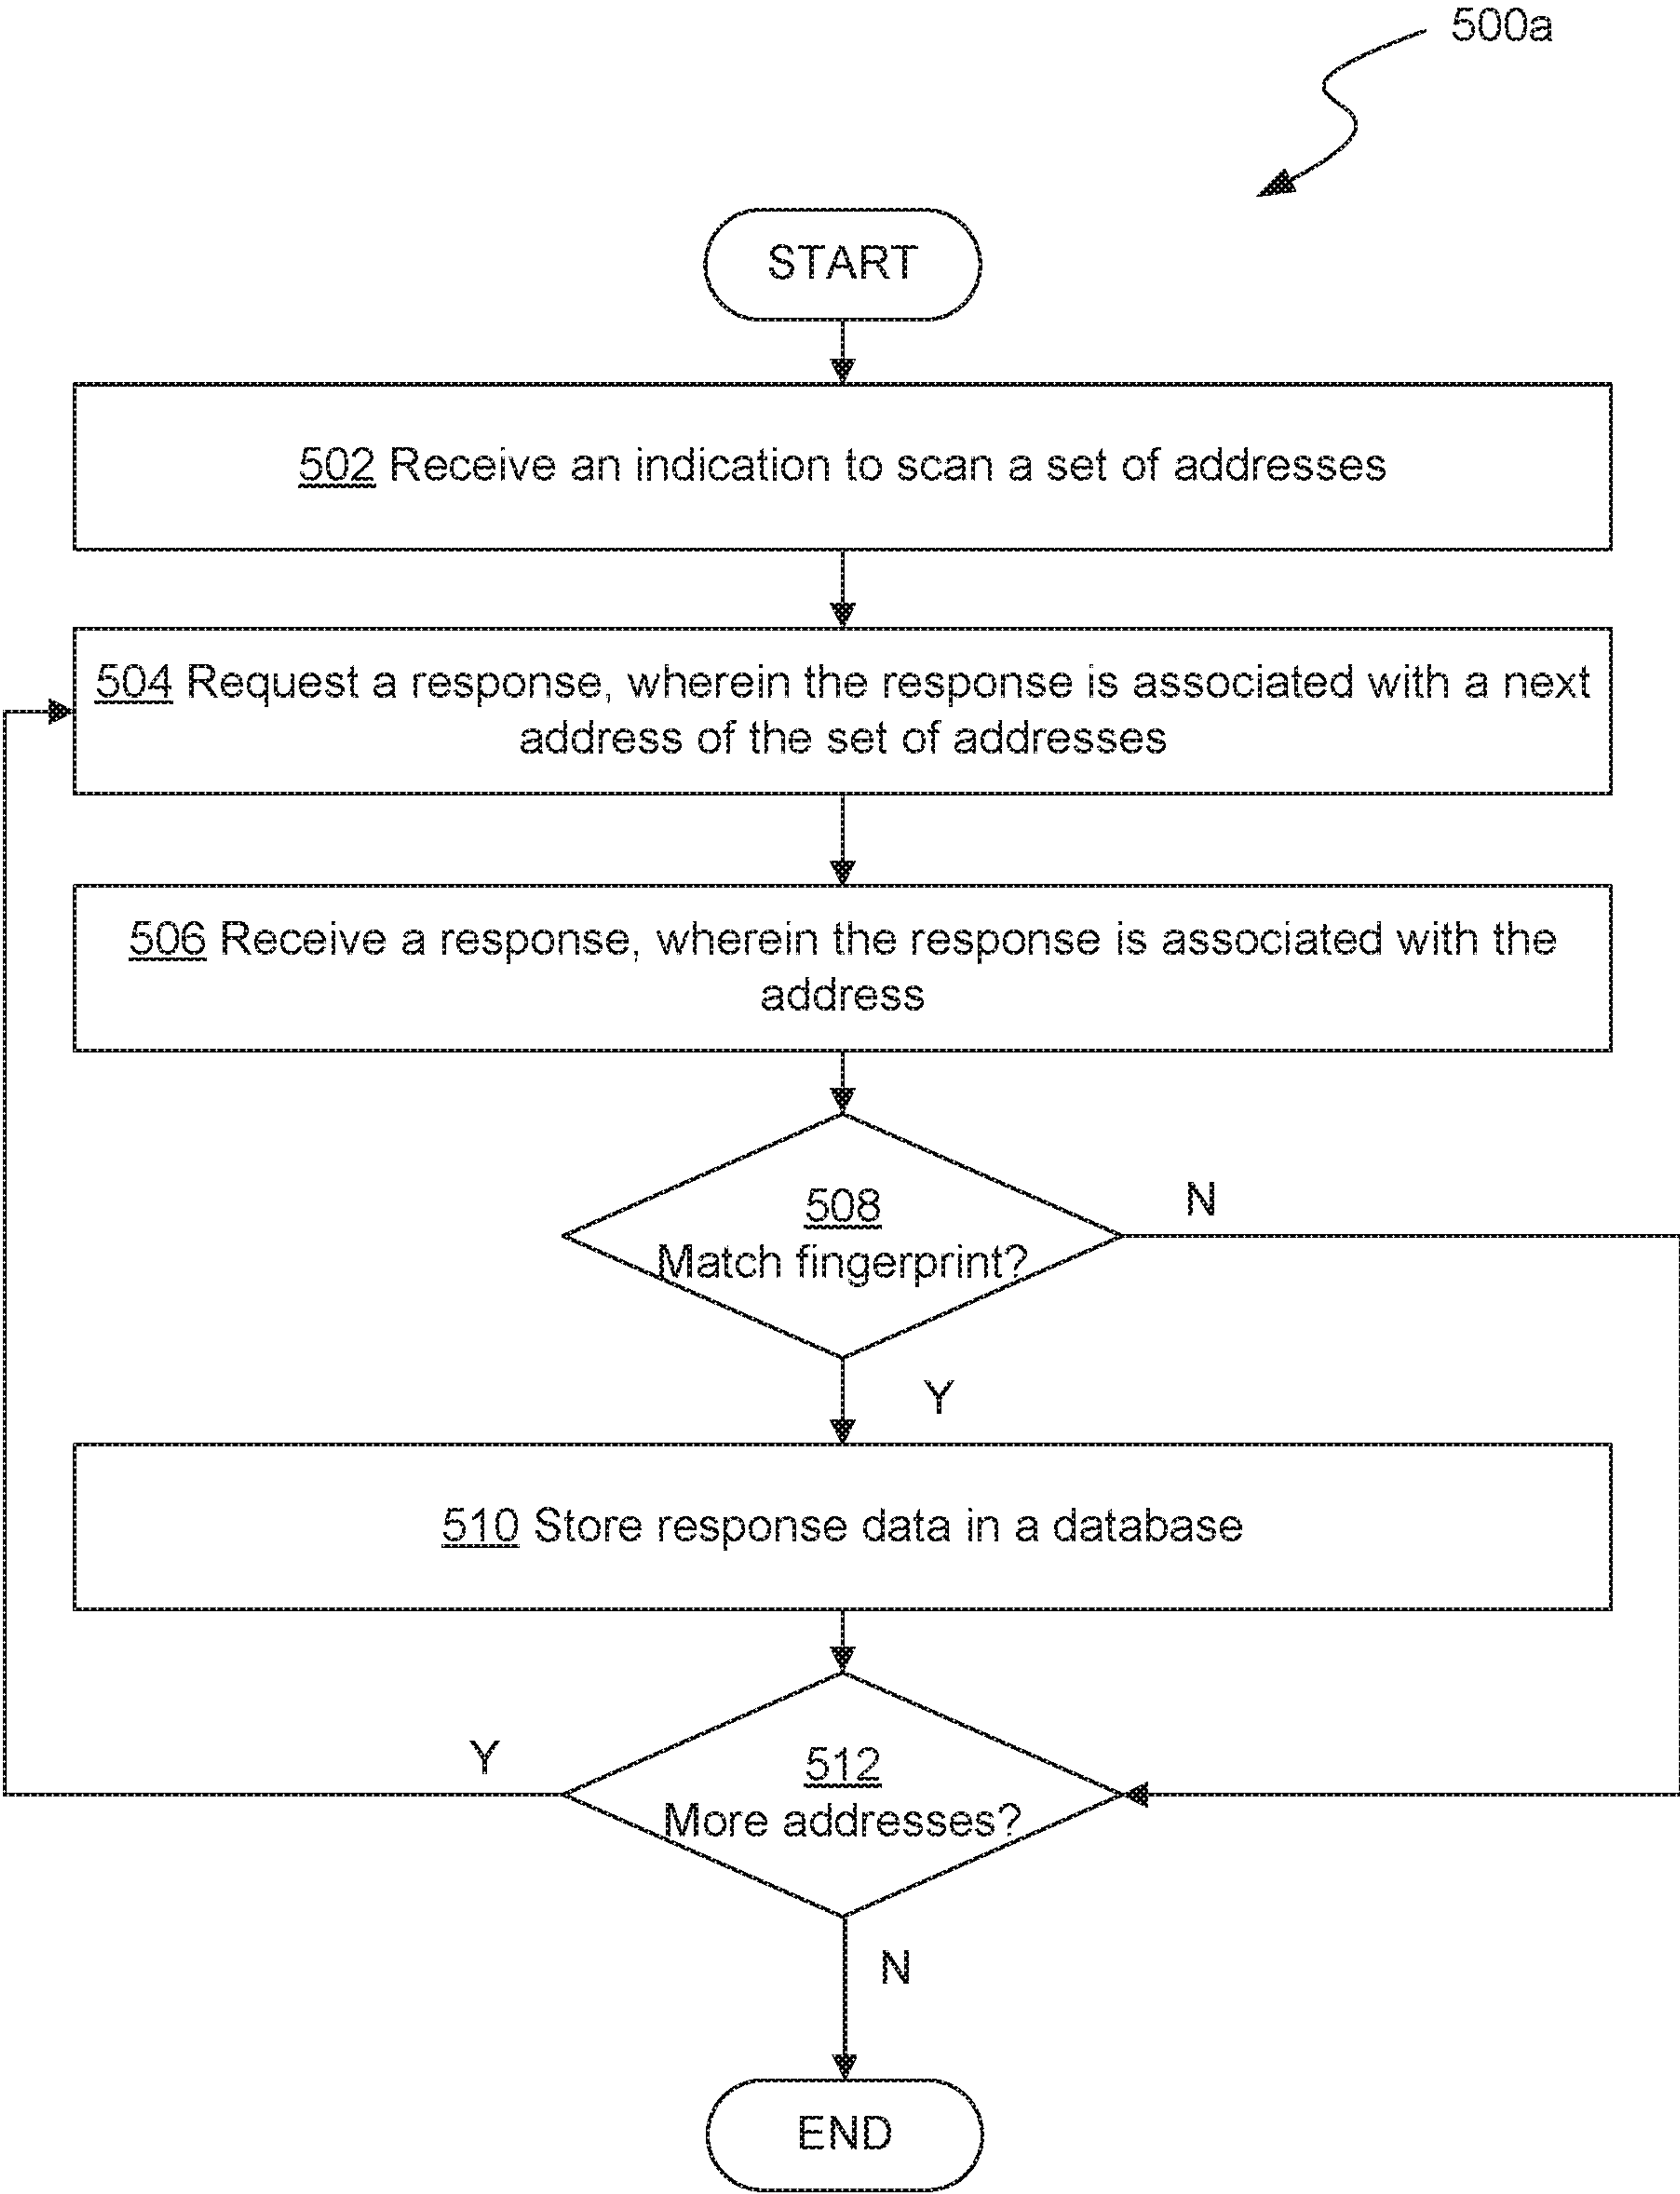 500a
START
502 Receive an indication to scan a set of addresses
504 Request a response, wherein the response is associated with a next
address of the set of addresses
506 Receive a response, wherein the response is associated with the
address
508
N
Match fingerprint?
Y
510 Store response data in a database
Y
512
More addresses?
N
END